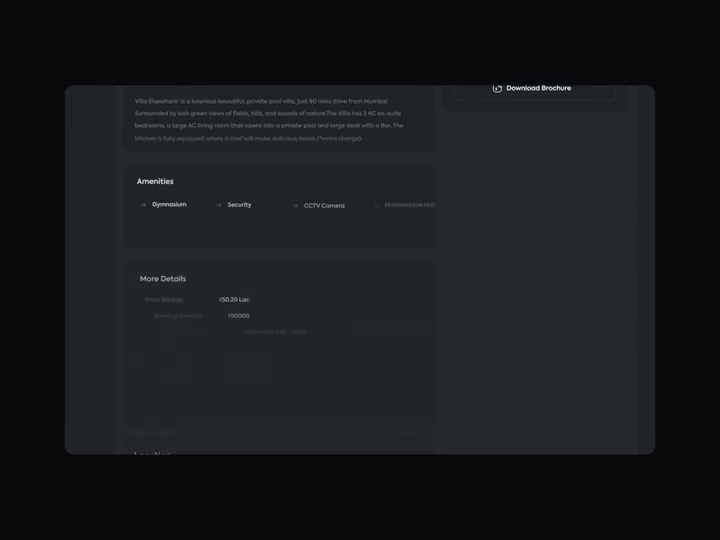 Download Brochure
Villa Elsewhere" is a luxurious beautiful, private pool villa, just 90 mins drive from Mumbai.
Surrounded by lush green views of fields, hills, and sounds of nature.The Villa has 3 AC en-suite
bedrooms, a large AC living room that opens into a private pool and large deck with a Bar. The
kitchen is fully equipped where a chef will make delicious meals (*extra charge).
Amenities
Gymnasium Security CCTV Camera Multipurpose Hall
More Details
Price Backup: ₹50.20 Lac
Booking Amount: ₹50000
Location